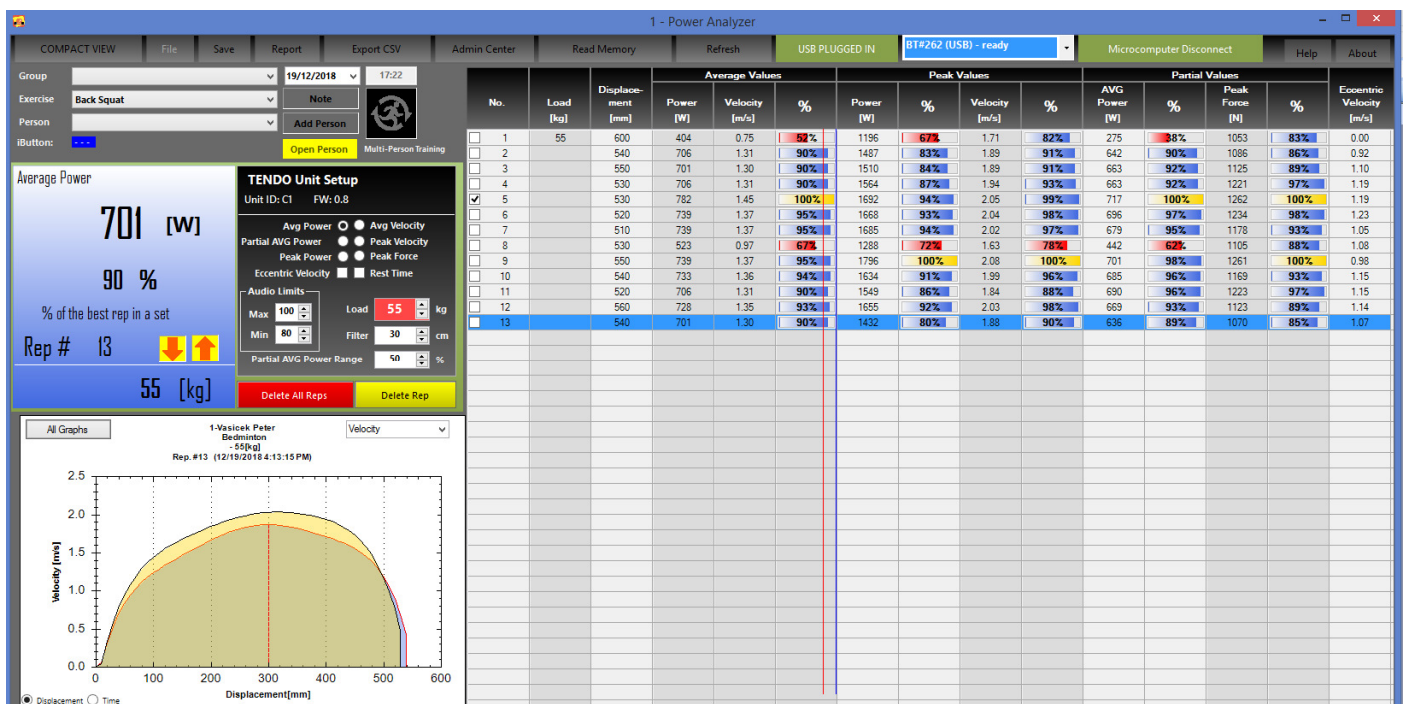 1 - Power Analyzer
COMPACT VIEW File Save Report Export CSV Admin Center Read Memory Refresh USB PLUGGED IN BT#262 (USB) - ready Microcomputer Disconnect Help About
Group 19/12/2018 17:22
Exercise Back Squat Note
Person Add Person
iButton: - - - Open Person Multi-Person Training
Average Power
701 [W]
90 %
% of the best rep in a set
Rep # 13
55 [kg]
TENDO Unit Setup
Unit ID: C1 FW: 0.8
Avg Power Avg Velocity
Partial AVG Power Peak Velocity
Peak Power Peak Force
Eccentric Velocity Rest Time
Audio Limits
Max 100 Load 55 kg
Min 80 Filter 30 cm
Partial AVG Power Range 50 %
Delete All Reps Delete Rep
All Graphs 1-Vasicek Peter Velocity
Bedminton
- 55[kg]
Rep.#13 (12/19/2018 4:13:15 PM)
2.5
2.0
1.5
1.0
0.5
0.0
Velocity [m/s]
0 100 200 300 400 500 600
Displacement[mm]
Displacement Time
Average Values Peak Values Partial Values
No. Load [kg] Displace-ment [mm] Power [W] Velocity [m/s] % Power [W] % Velocity [m/s] % AVG Power [W] % Peak Force [N] % Eccentric Velocity [m/s]
1 55 600 404 0.75 52% 1196 67% 1.71 82% 275 38% 1053 83% 0.00
2 540 706 1.31 90% 1487 83% 1.89 91% 642 90% 1086 86% 0.92
3 550 701 1.30 90% 1510 84% 1.89 91% 663 92% 1125 89% 1.10
4 530 706 1.31 90% 1564 87% 1.94 93% 663 92% 1221 97% 1.19
5 530 782 1.45 100% 1692 94% 2.05 99% 717 100% 1262 100% 1.19
6 520 739 1.37 95% 1668 93% 2.04 98% 696 97% 1234 98% 1.23
7 510 739 1.37 95% 1685 94% 2.02 97% 679 95% 1178 93% 1.05
8 530 523 0.97 67% 1288 72% 1.63 78% 442 62% 1105 88% 1.08
9 550 739 1.37 95% 1796 100% 2.08 100% 701 98% 1261 100% 0.98
10 540 733 1.36 94% 1634 91% 1.99 96% 685 96% 1169 93% 1.15
11 520 706 1.31 90% 1549 86% 1.84 88% 690 96% 1223 97% 1.15
12 560 728 1.35 93% 1655 92% 2.03 98% 669 93% 1123 89% 1.14
13 540 701 1.30 90% 1432 80% 1.88 90% 636 89% 1070 85% 1.07